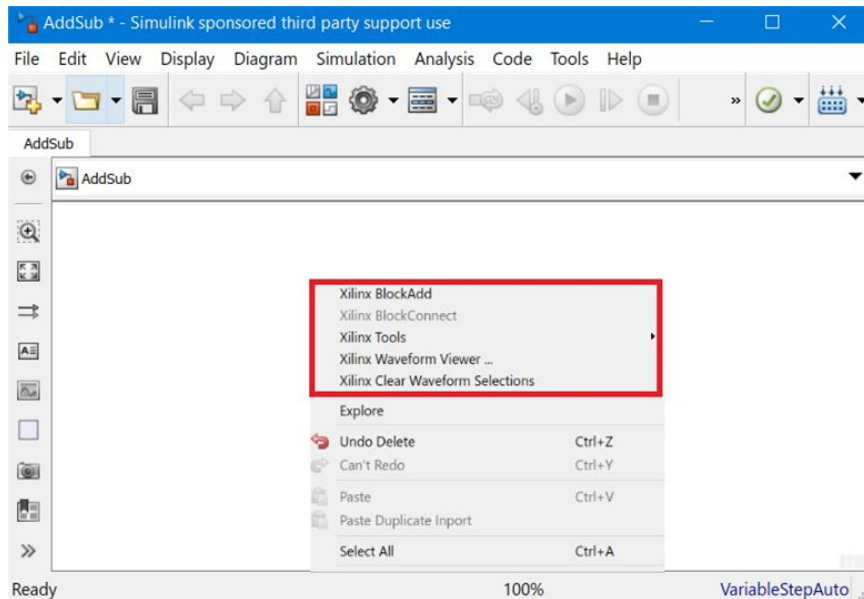 AddSub * - Simulink sponsored third party support use
File Edit View Display Diagram Simulation Analysis Code Tools Help
»
AddSub
AddSub
Xilinx BlockAdd
Xilinx BlockConnect
Xilinx Tools
Xilinx Waveform Viewer ...
Xilinx Clear Waveform Selections
Explore
Undo Delete Ctrl+Z
Can't Redo Ctrl+Y
Paste Ctrl+V
Paste Duplicate Inport
Select All Ctrl+A
Ready 100% VariableStepAuto